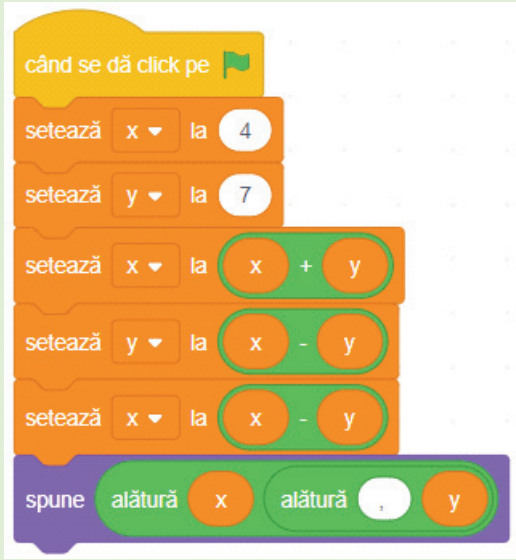 când se dă click pe
setează x la 4
setează y la 7
setează x la x + y
setează y la x - y
setează x la x - y
spune alătură x alătură , y